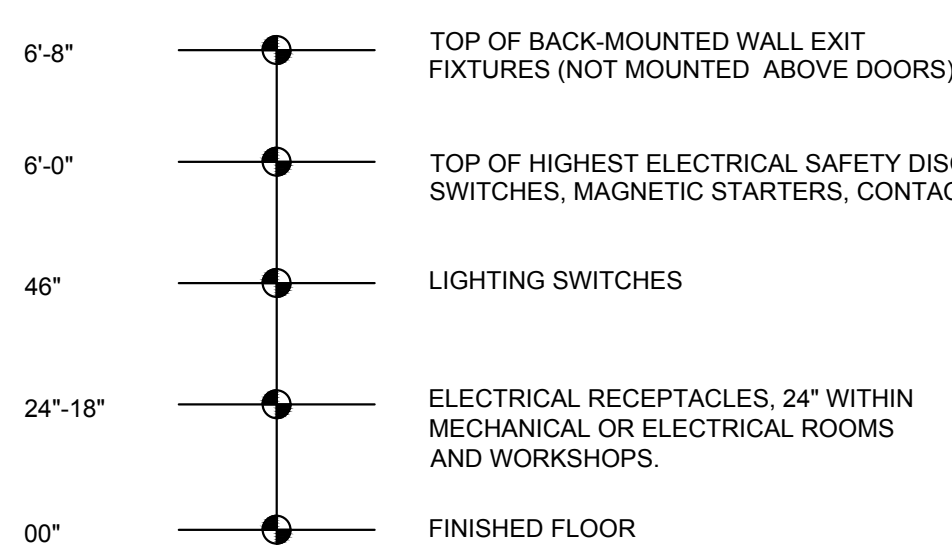 6'-8"
TOP OF BACK-MOUNTED WALL EXIT
FIXTURES (NOT MOUNTED ABOVE DOORS)
6'-0"
TOP OF HIGHEST ELECTRICAL SAFETY
SWITCHES, MAGNETIC STARTERS,
46"
LIGHTING SWITCHES
24"-18"
ELECTRICAL RECEPTACLES, 24" WITHIN
MECHANICAL OR ELECTRICAL ROOMS
AND WORKSHOPS.
00"
FINISHED FLOOR